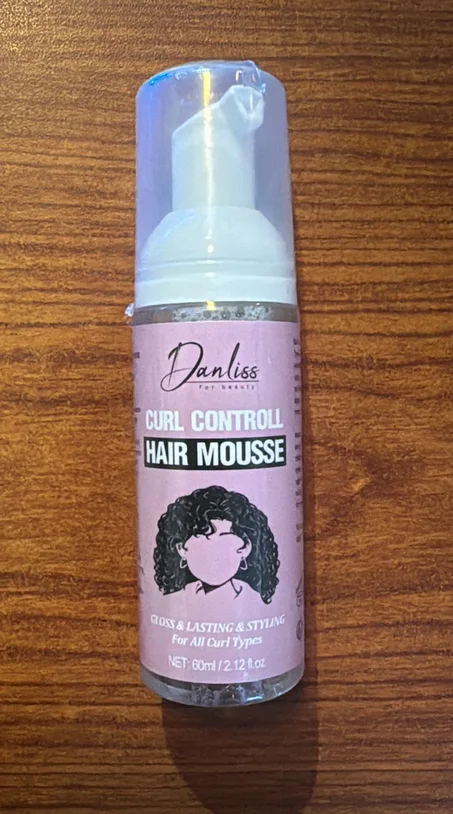 Danliss
for beauty
CURL CONTROLL
HAIR MOUSSE
GLOSS & LASTING & STYLING
For All Curl Types
NET: 60ml / 2.12 fl.oz